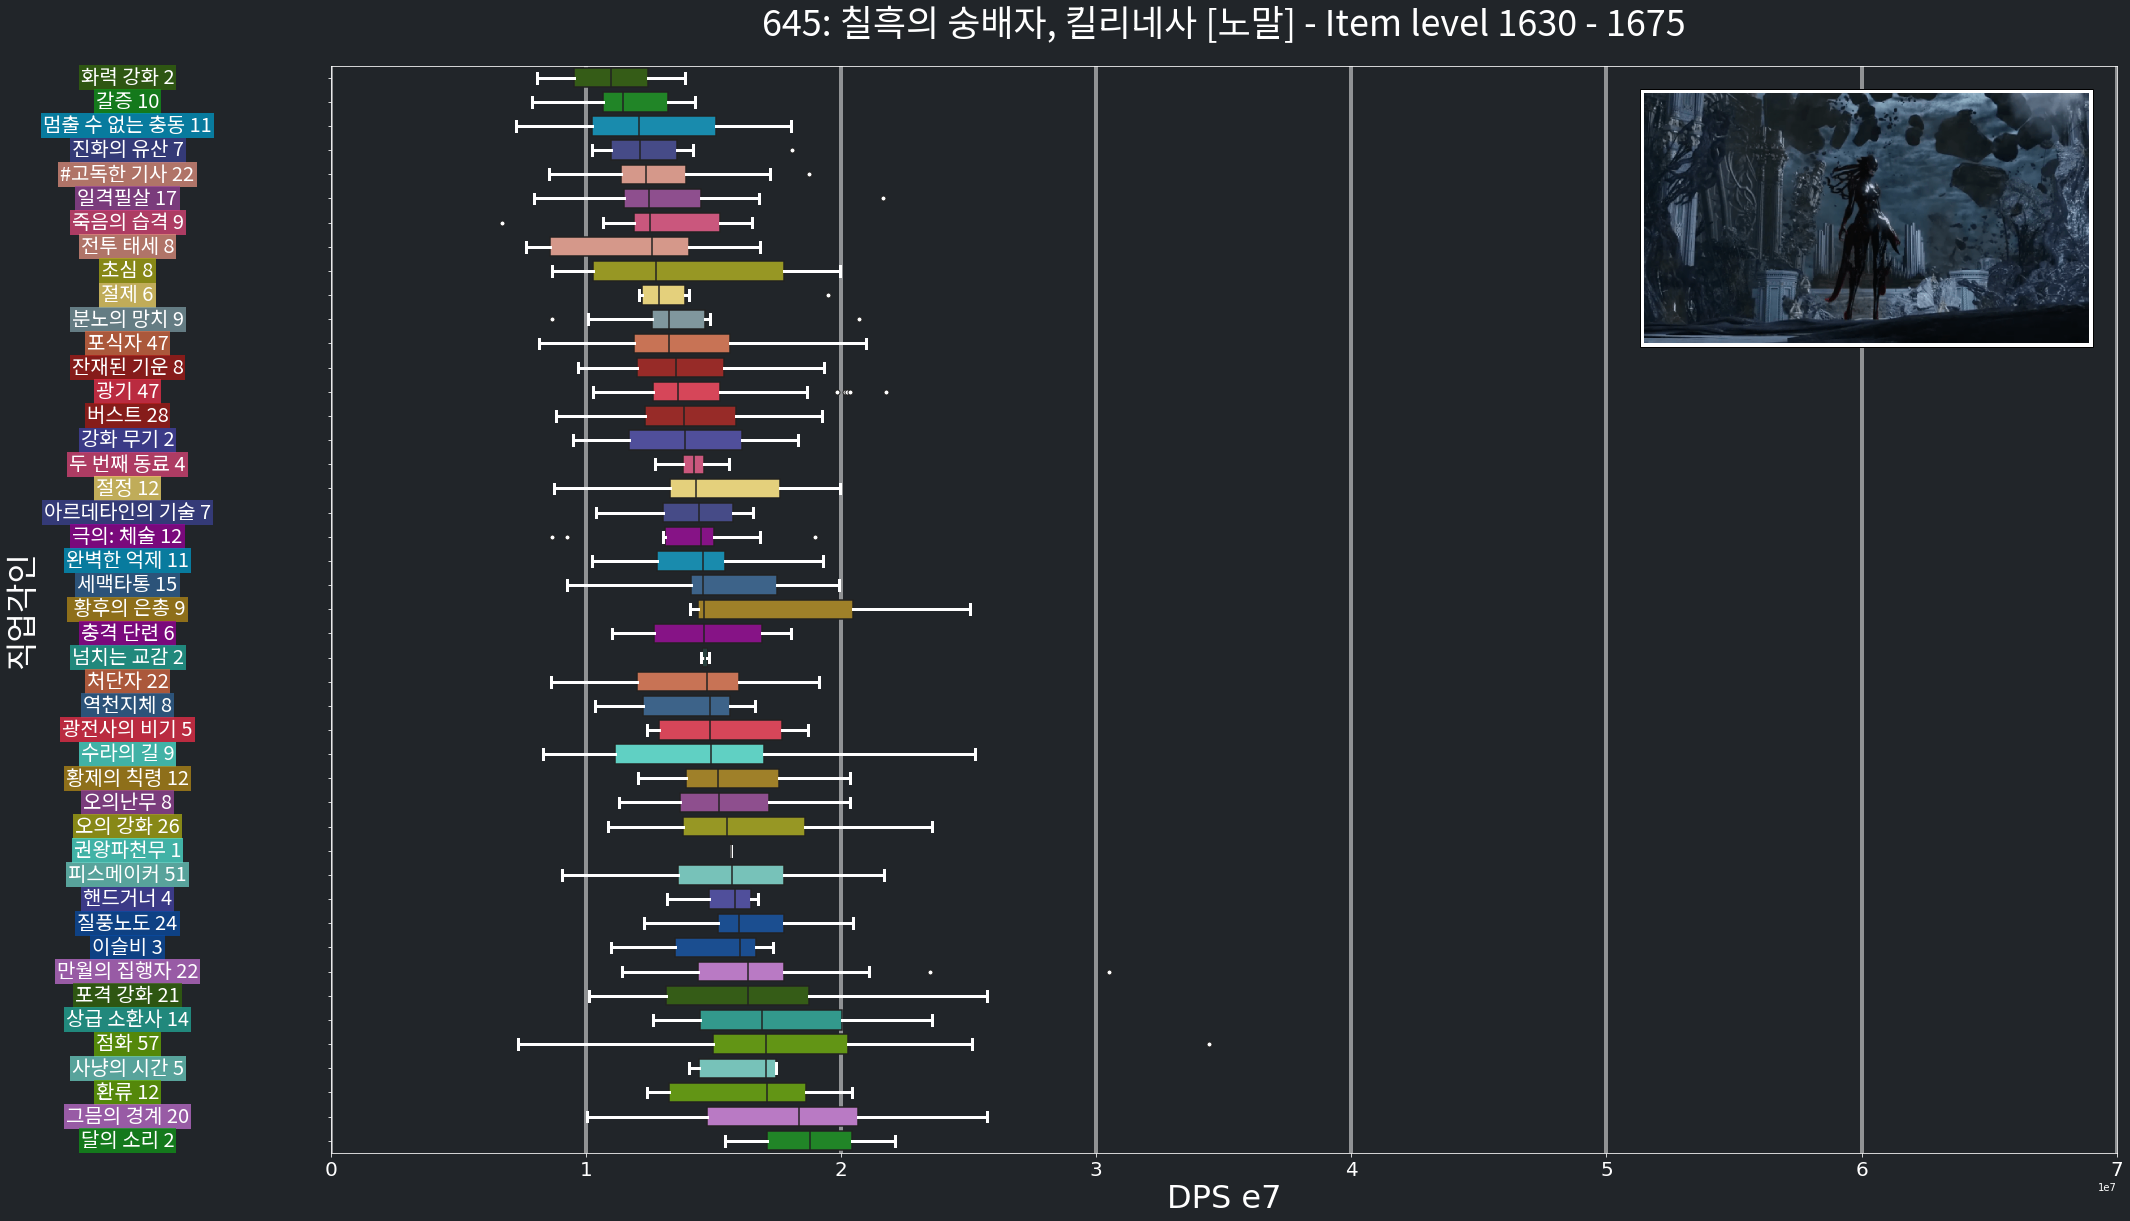 645: 칠흑의 숭배자, 킬리네사 [노말] - Item level 1630 - 1675
직업각인
화력 강화 2
갈증 10
멈출 수 없는 충동 11
진화의 유산 7
#고독한 기사 22
일격필살 17
죽음의 습격 9
전투 태세 8
초심 8
절제 6
분노의 망치 9
포식자 47
잔재된 기운 8
광기 47
버스트 28
강화 무기 2
두 번째 동료 4
절정 12
아르데타인의 기술 7
극의: 체술 12
완벽한 억제 11
세맥타통 15
황후의 은총 9
충격 단련 6
넘치는 교감 2
처단자 22
역천지체 8
광전사의 비기 5
수라의 길 9
황제의 칙령 12
오의난무 8
오의 강화 26
권왕파천무 1
피스메이커 51
핸드거너 4
질풍노도 24
이슬비 3
만월의 집행자 22
포격 강화 21
상급 소환사 14
점화 57
사냥의 시간 5
환류 12
그믐의 경계 20
달의 소리 2
0 1 2 3 4 5 6 7
1e7
DPS e7